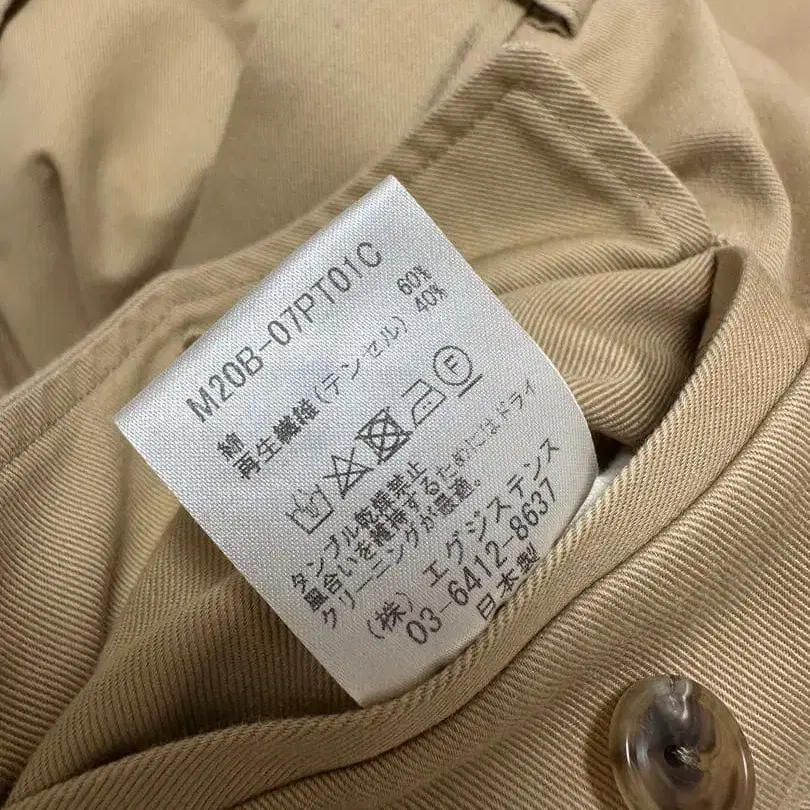 M20B-07PT01C
綿 60%
再生繊維(テンセル) 40%
F
タンブル乾燥禁止
風合いを維持するためにはドライ
クリーニングが最適。
(株) エグジステンス
03-6412-8637
日本製